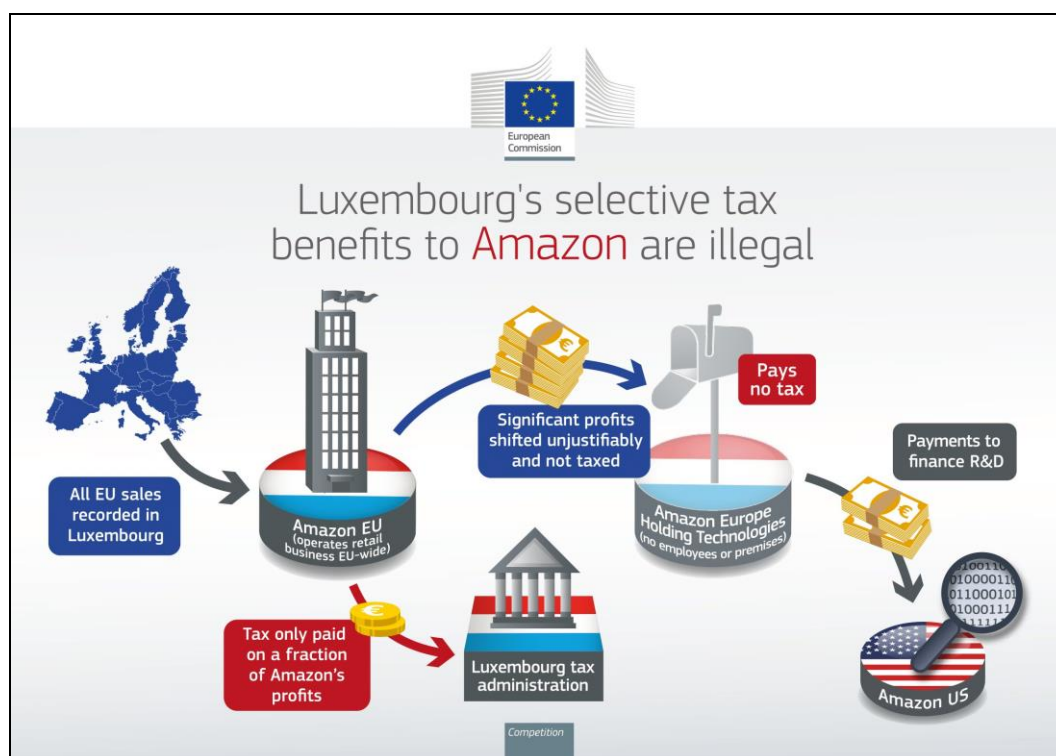 European
Commission
Luxembourg's selective tax
benefits to Amazon are illegal
Pays
no tax
Significant profits
shifted unjustifiably
and not taxed
Payments to
finance R&D
All EU sales
recorded in
Luxembourg
Amazon EU
(operates retail
business EU-wide)
Amazon Europe
Holding Technologies
(no employees or premises)
Tax only paid
on a fraction
of Amazon's
profits
Luxembourg tax
administration
Amazon US
Competition